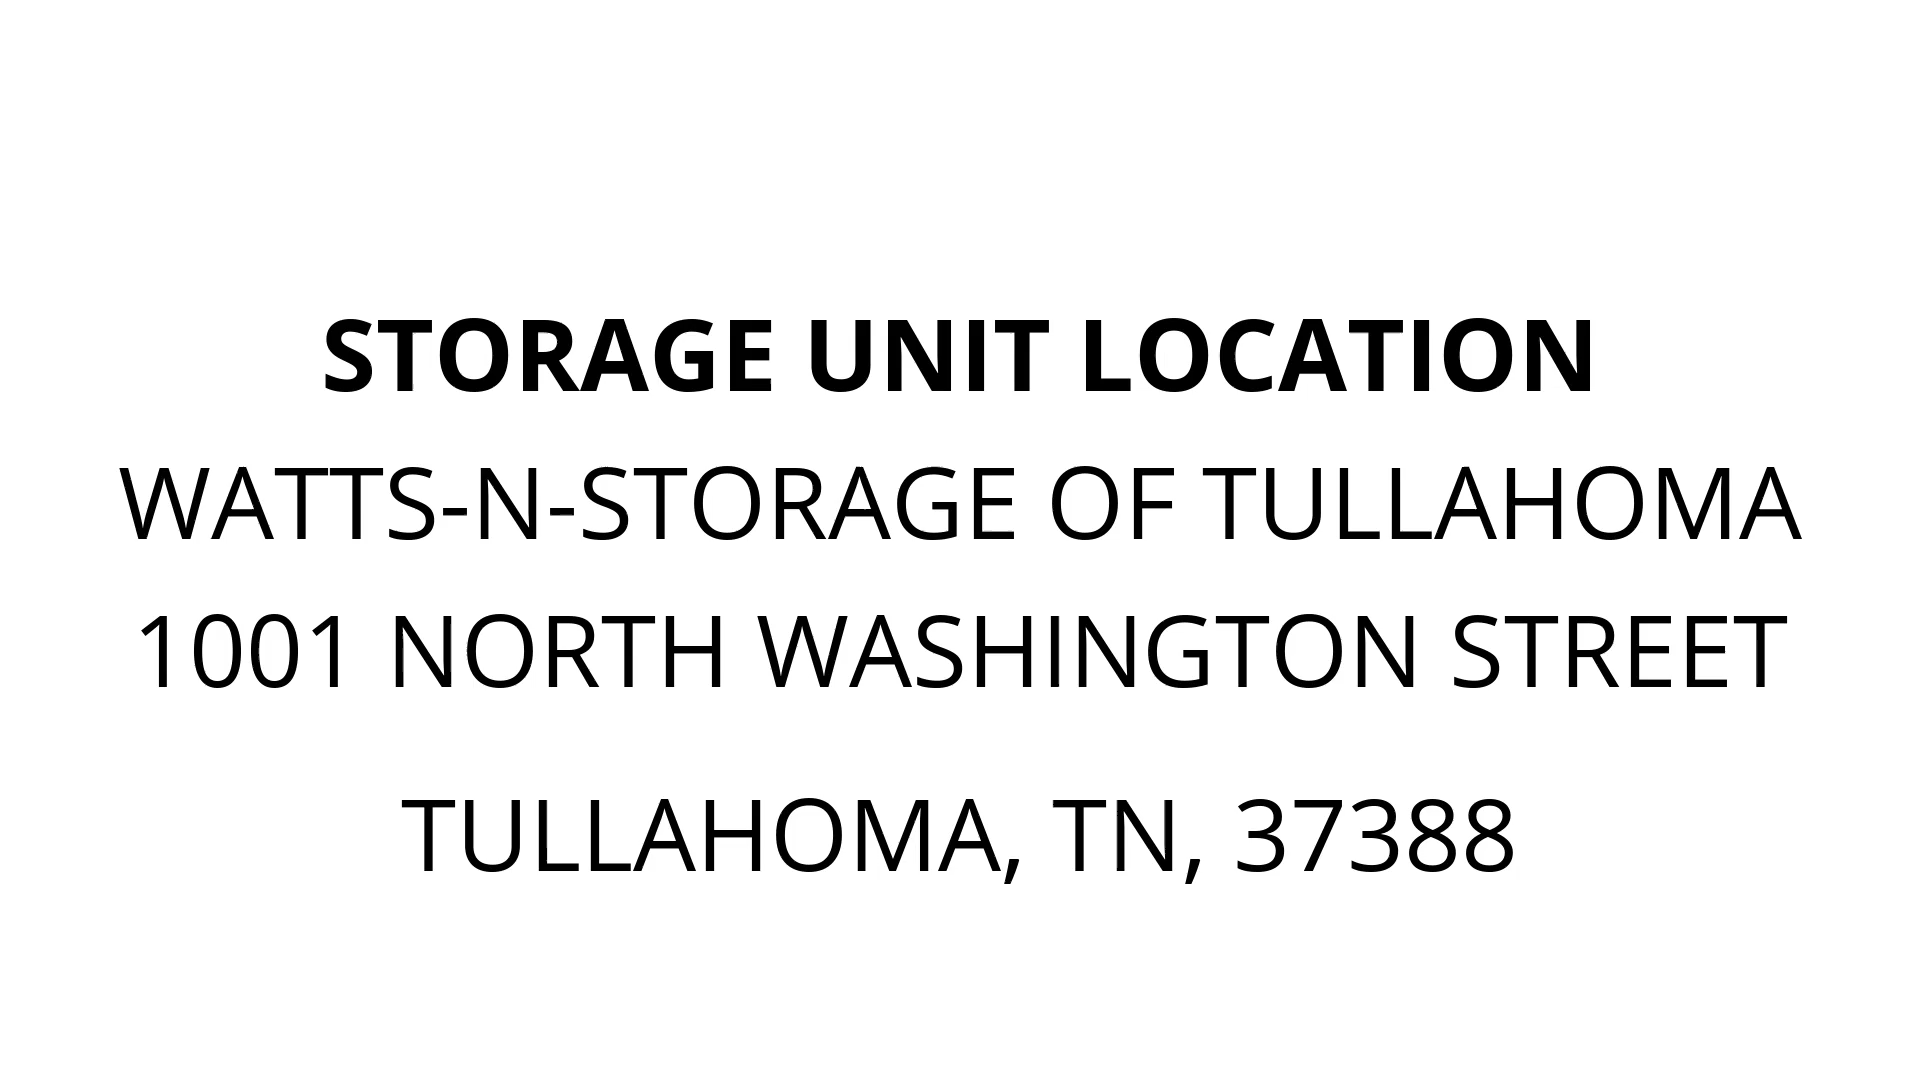 STORAGE UNIT LOCATION
WATTS-N-STORAGE OF TULLAHOMA
1001 NORTH WASHINGTON STREET
TULLAHOMA, TN, 37388